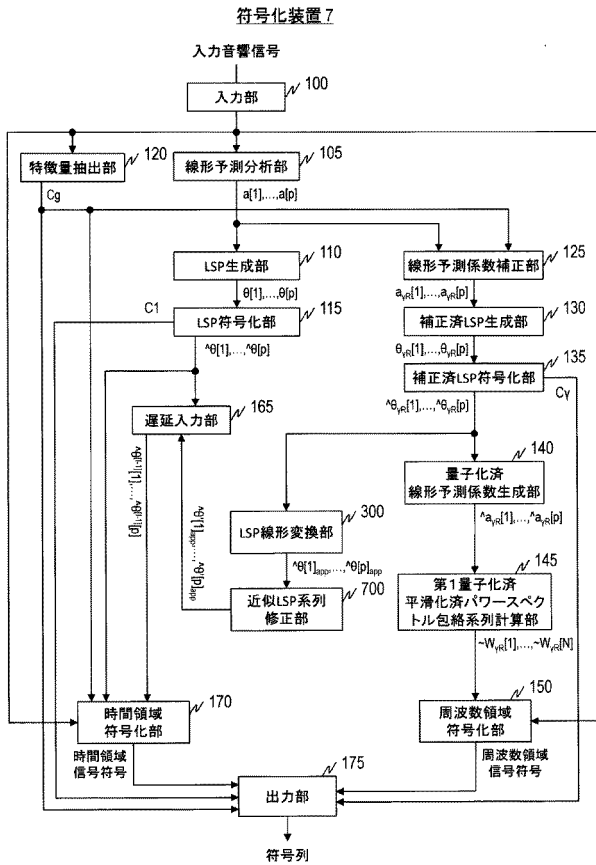 符号化装置7
入力音響信号
入力部
100
特徴量抽出部
120
線形予測分析部
105
Cg
a[1],...,a[p]
LSP生成部
110
線形予測係数補正部
125
θ[1],...,θ[p]
aγR[1],...,aγR[p]
C1
LSP符号化部
115
補正済LSP生成部
130
^θ[1],...,^θ[p]
θγR[1],...,θγR[p]
補正済LSP符号化部
135
Cγ
^θγR[1],...,^θγR[p]
遅延入力部
165
量子化済
線形予測係数生成部
140
^θ[1][1],...,^θ[1][p]
^θ'[1]app,...,^θ'[p]app
LSP線形変換部
300
^aγR[1],...,^aγR[p]
^θ[1]app,...,^θ[p]app
近似LSP系列
修正部
700
第1量子化済
平滑化済パワースペク
トル包絡系列計算部
145
~WγR[1],...,~WγR[N]
時間領域
符号化部
170
周波数領域
符号化部
150
時間領域
信号符号
周波数領域
信号符号
出力部
175
符号列